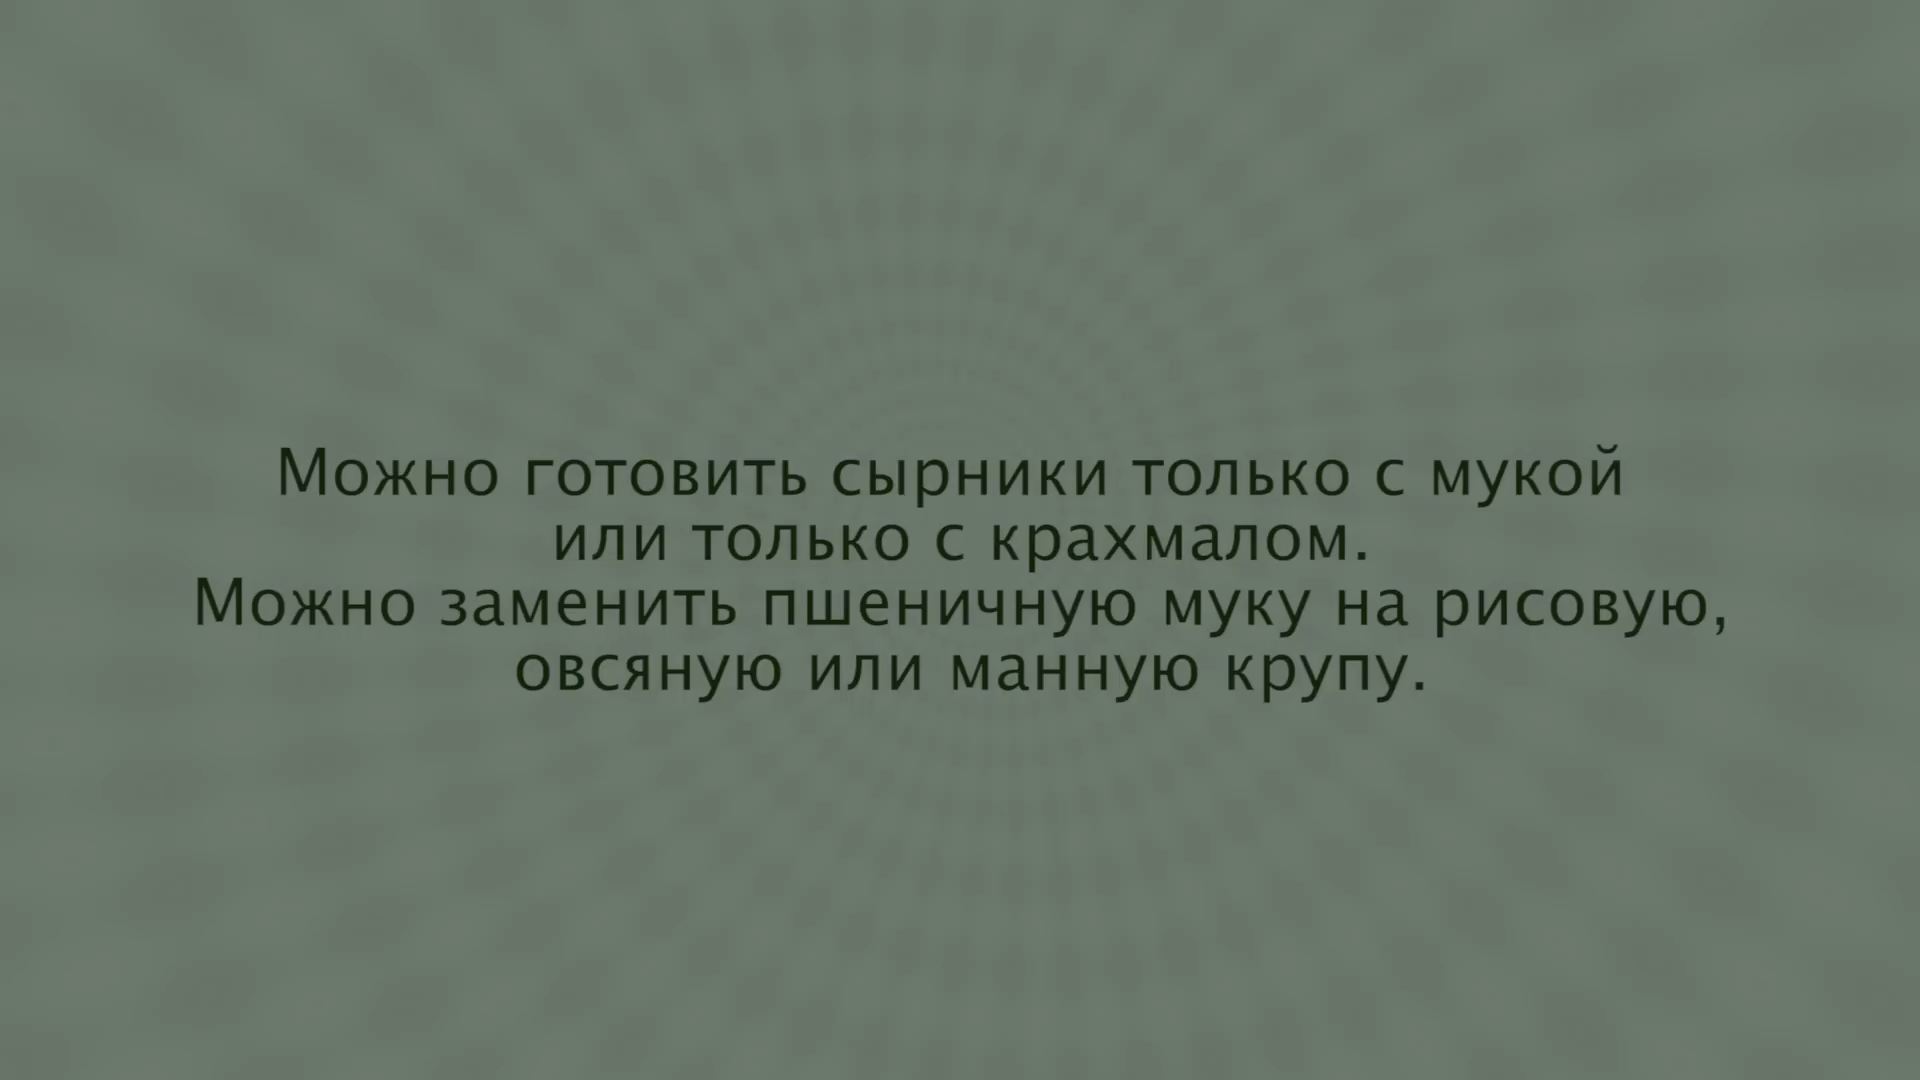 Можно готовить сырники только с мукой
или только с крахмалом.
Можно заменить пшеничную муку на рисовую,
овсяную или манную крупу.